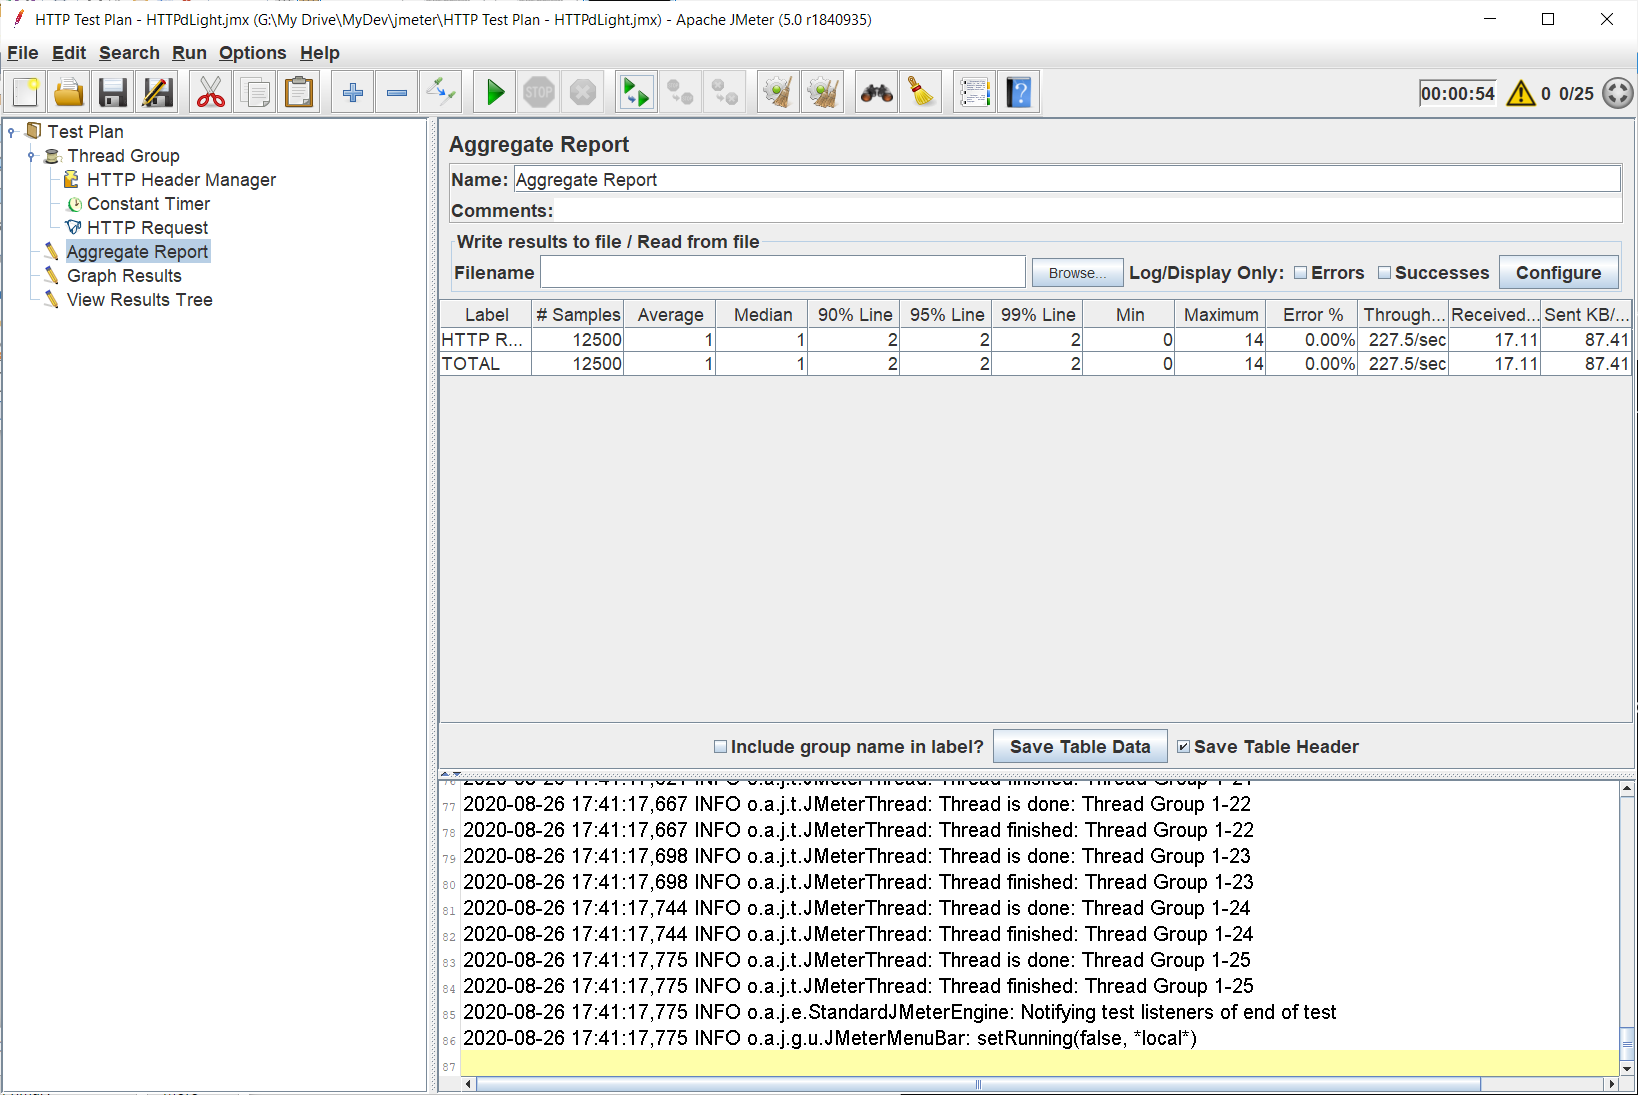 HTTP Test Plan - HTTPdLight.jmx (G:\My Drive\MyDev\jmeter\HTTP Test Plan - HTTPdLight.jmx) - Apache JMeter (5.0 r1840935)
File Edit Search Run Options Help
STOP 00:00:54 0 0/25
Test Plan
Thread Group
HTTP Header Manager
Constant Timer
HTTP Request
Aggregate Report
Graph Results
View Results Tree
Aggregate Report
Name: Aggregate Report
Comments:
Write results to file / Read from file
Filename Browse... Log/Display Only: Errors Successes Configure
Label # Samples Average Median 90% Line 95% Line 99% Line Min Maximum Error % Through... Received... Sent KB/...
HTTP R... 12500 1 1 2 2 2 0 14 0.00% 227.5/sec 17.11 87.41
TOTAL 12500 1 1 2 2 2 0 14 0.00% 227.5/sec 17.11 87.41
Include group name in label? Save Table Data Save Table Header
77 2020-08-26 17:41:17,667 INFO o.a.j.t.JMeterThread: Thread is done: Thread Group 1-22
78 2020-08-26 17:41:17,667 INFO o.a.j.t.JMeterThread: Thread finished: Thread Group 1-22
79 2020-08-26 17:41:17,698 INFO o.a.j.t.JMeterThread: Thread is done: Thread Group 1-23
80 2020-08-26 17:41:17,698 INFO o.a.j.t.JMeterThread: Thread finished: Thread Group 1-23
81 2020-08-26 17:41:17,744 INFO o.a.j.t.JMeterThread: Thread is done: Thread Group 1-24
82 2020-08-26 17:41:17,744 INFO o.a.j.t.JMeterThread: Thread finished: Thread Group 1-24
83 2020-08-26 17:41:17,775 INFO o.a.j.t.JMeterThread: Thread is done: Thread Group 1-25
84 2020-08-26 17:41:17,775 INFO o.a.j.t.JMeterThread: Thread finished: Thread Group 1-25
85 2020-08-26 17:41:17,775 INFO o.a.j.e.StandardJMeterEngine: Notifying test listeners of end of test
86 2020-08-26 17:41:17,775 INFO o.a.j.g.u.JMeterMenuBar: setRunning(false, *local*)
87